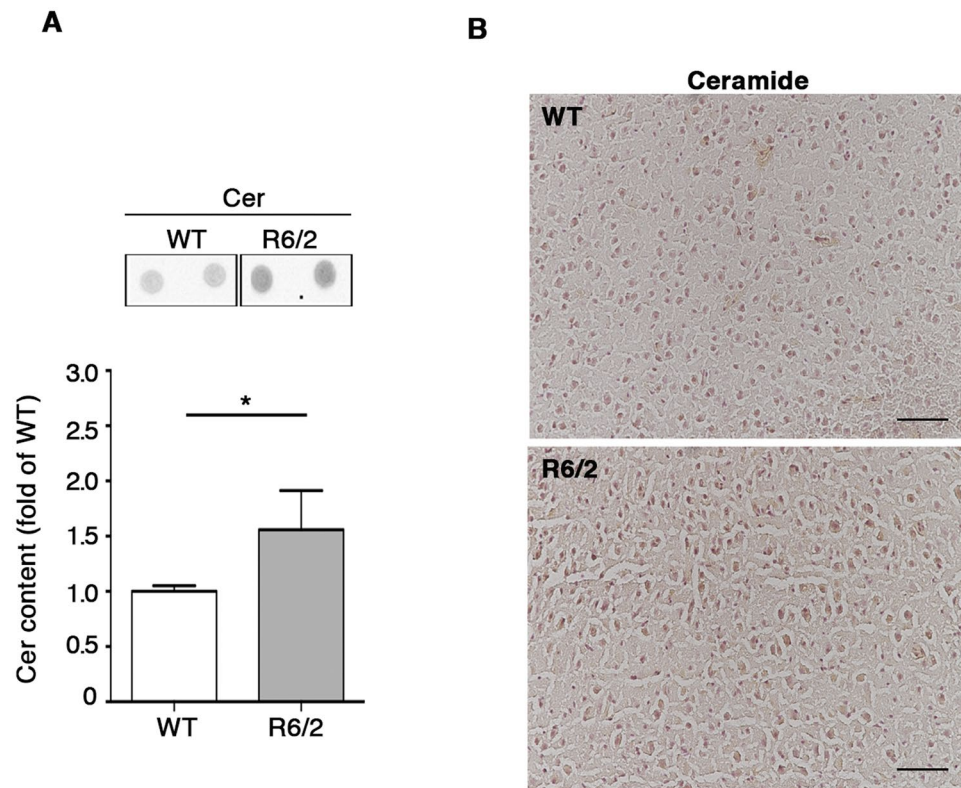 A
Cer
WT R6/2
3.0
2.5
2.0
1.5
1.0
0.5
0
Cer content (fold of WT)
*
WT R6/2
B
Ceramide
WT
R6/2